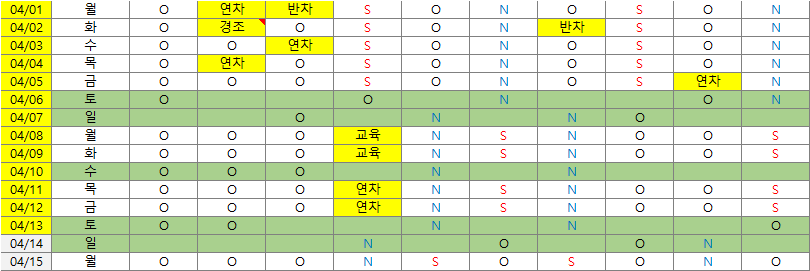 04/01 월 O 연차 반차 S O N O S O N
04/02 화 O 경조 O S O N 반차 S O N
04/03 수 O O 연차 S O N O S O N
04/04 목 O 연차 O S O N O S O N
04/05 금 O O O S O N O S 연차 N
04/06 토 O O N O N
04/07 일 O N N O
04/08 월 O O O 교육 N S N O O S
04/09 화 O O O 교육 N S N O O S
04/10 수 O O O N N
04/11 목 O O O 연차 N S N O O S
04/12 금 O O O 연차 N S N O O S
04/13 토 O O N N O
04/14 일 N O O N
04/15 월 O O O N S O S O N O